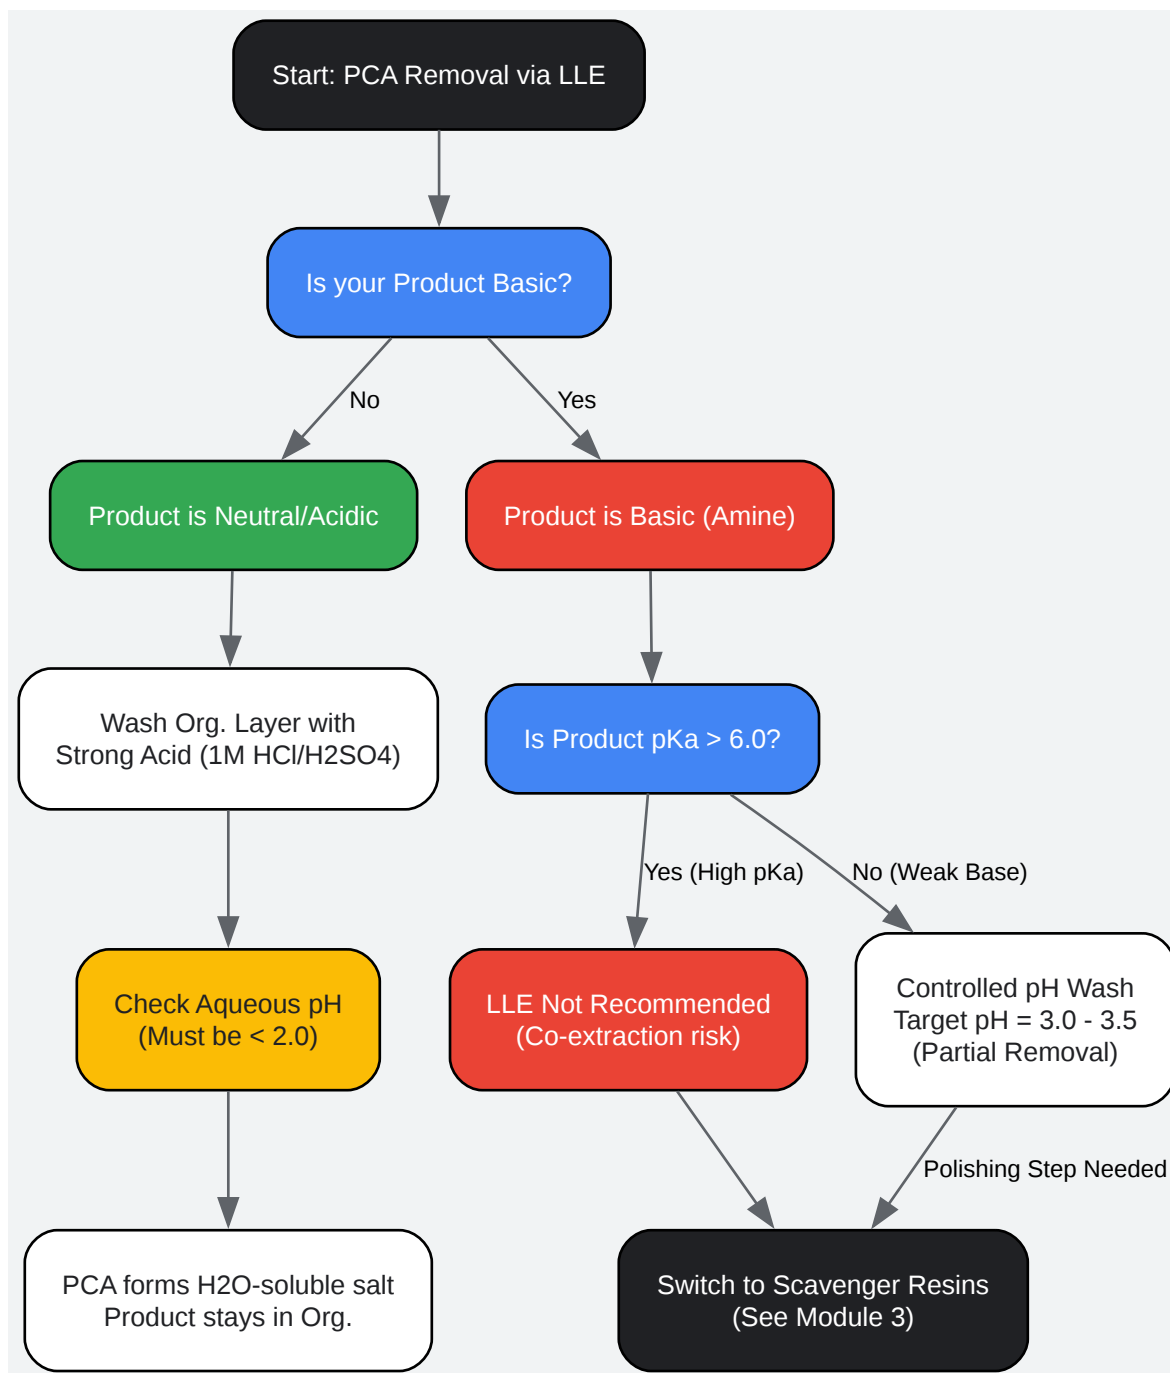 Start: PCA Removal via LLE
Is your Product Basic?
No
Yes
Product is Neutral/Acidic
Product is Basic (Amine)
Wash Org. Layer with
Strong Acid (1M HCl/H2SO4)
Is Product pKa > 6.0?
Yes (High pKa)
No (Weak Base)
Check Aqueous pH
(Must be < 2.0)
LLE Not Recommended
(Co-extraction risk)
Controlled pH Wash
Target pH = 3.0 - 3.5
(Partial Removal)
Polishing Step Needed
PCA forms H2O-soluble salt
Product stays in Org.
Switch to Scavenger Resins
(See Module 3)